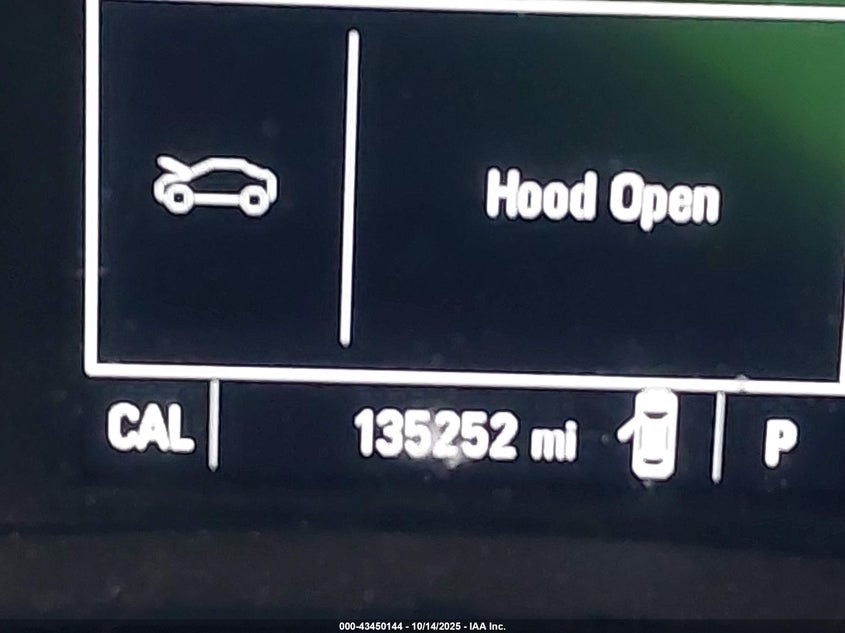 Hood Open
CAL 135252 mi P
000-43450144 - 10/14/2025 - IAA Inc.